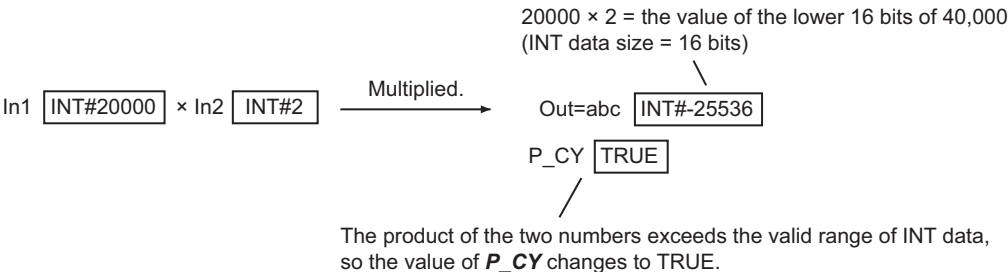 20000 × 2 = the value of the lower 16 bits of 40,000
(INT data size = 16 bits)
In1 INT#20000 × In2 INT#2 Multiplied. Out=abc INT#-25536
P_CY TRUE
The product of the two numbers exceeds the valid range of INT data,
so the value of P_CY changes to TRUE.